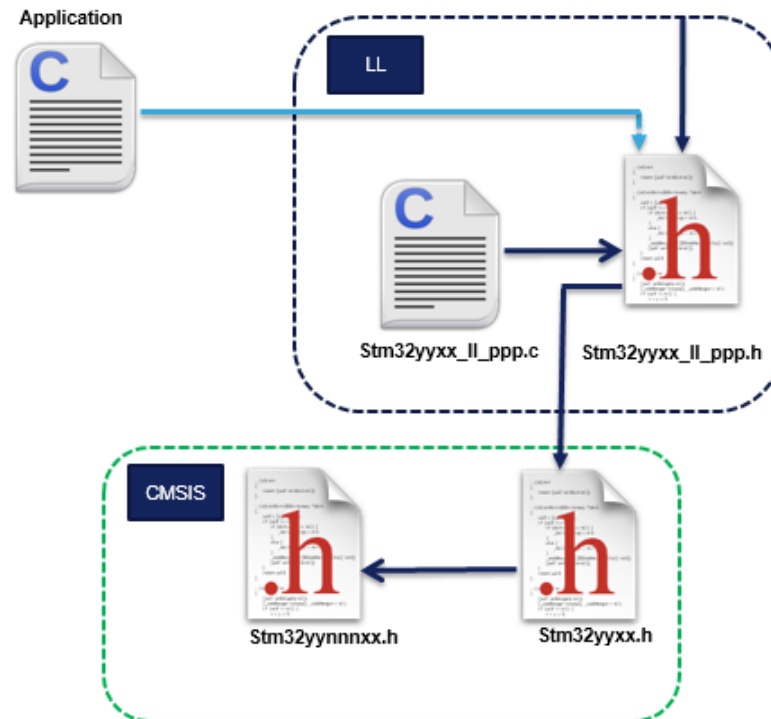 Application
C
LL
C
.h
Stm32yyxx_ll_ppp.c
Stm32yyxx_ll_ppp.h
CMSIS
.h
.h
Stm32yynnnxx.h
Stm32yyxx.h